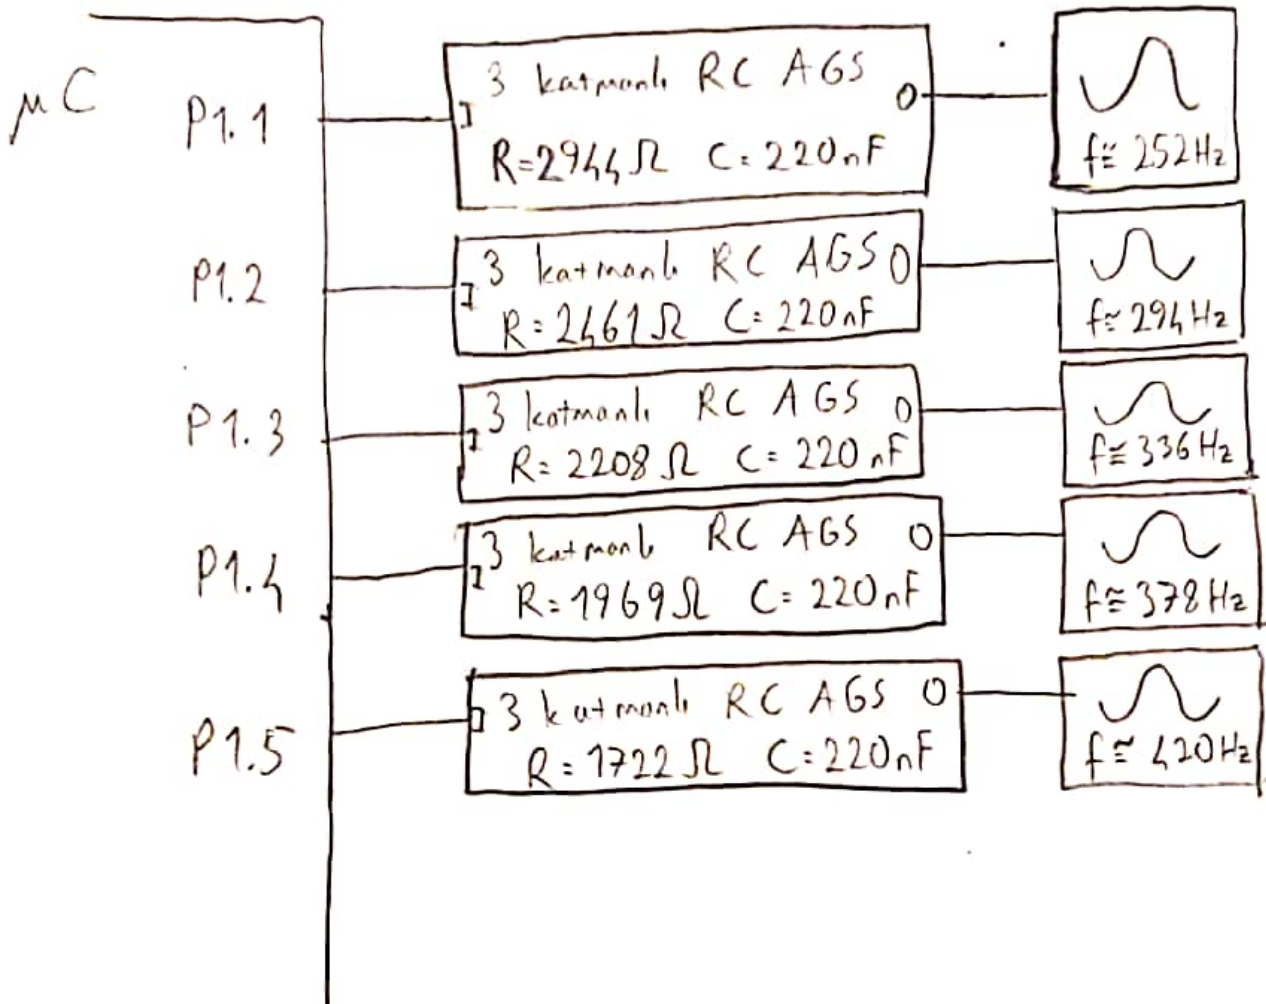 μC
P1.1
3 katmanlı RC AGS O
R=2944Ω C=220nF
f≅252Hz
P1.2
3 katmanlı RC AGS O
R=2461Ω C=220nF
f≅294Hz
P1.3
3 katmanlı RC AGS O
R=2208Ω C=220nF
f≅336Hz
P1.4
3 katmanlı RC AGS O
R=1969Ω C=220nF
f≅378Hz
P1.5
3 katmanlı RC AGS O
R=1722Ω C=220nF
f≅420Hz